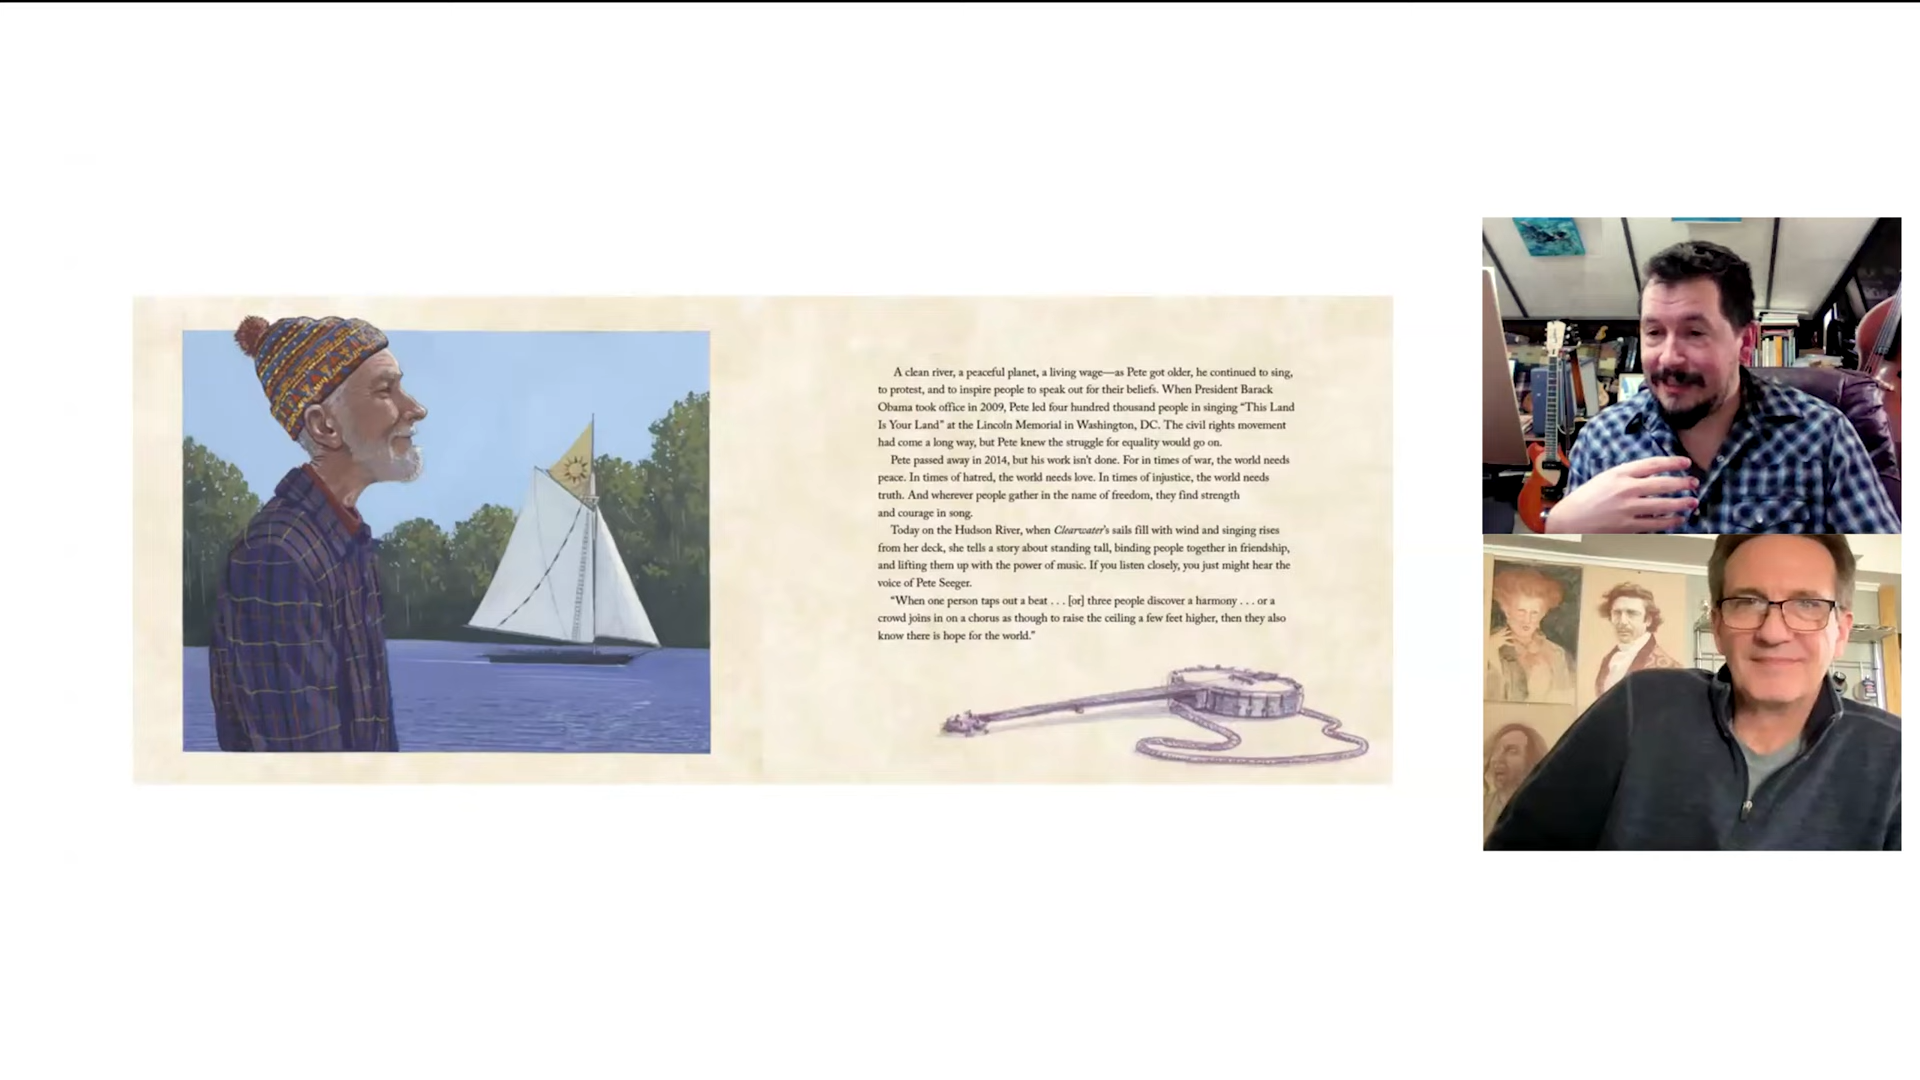 A clean river, a peaceful planet, a living wage—as Pete got older, he continued to sing,
to protest, and to inspire people to speak out for their beliefs. When President Barack
Obama took office in 2009, Pete led four hundred thousand people in singing “This Land
Is Your Land” at the Lincoln Memorial in Washington, DC. The civil rights movement
had come a long way, but Pete knew the struggle for equality would go on.
Pete passed away in 2014, but his work isn’t done. For in times of war, the world needs
peace. In times of hatred, the world needs love. In times of injustice, the world needs
truth. And wherever people gather in the name of freedom, they find strength
and courage in song.
Today on the Hudson River, when Clearwater’s sails fill with wind and singing rises
from her deck, she tells a story about standing tall, binding people together in friendship,
and lifting them up with the power of music. If you listen closely, you just might hear the
voice of Pete Seeger.
“When one person taps out a beat . . . [or] three people discover a harmony . . . or a
crowd joins in on a chorus as though to raise the ceiling a few feet higher, then they also
know there is hope for the world.”